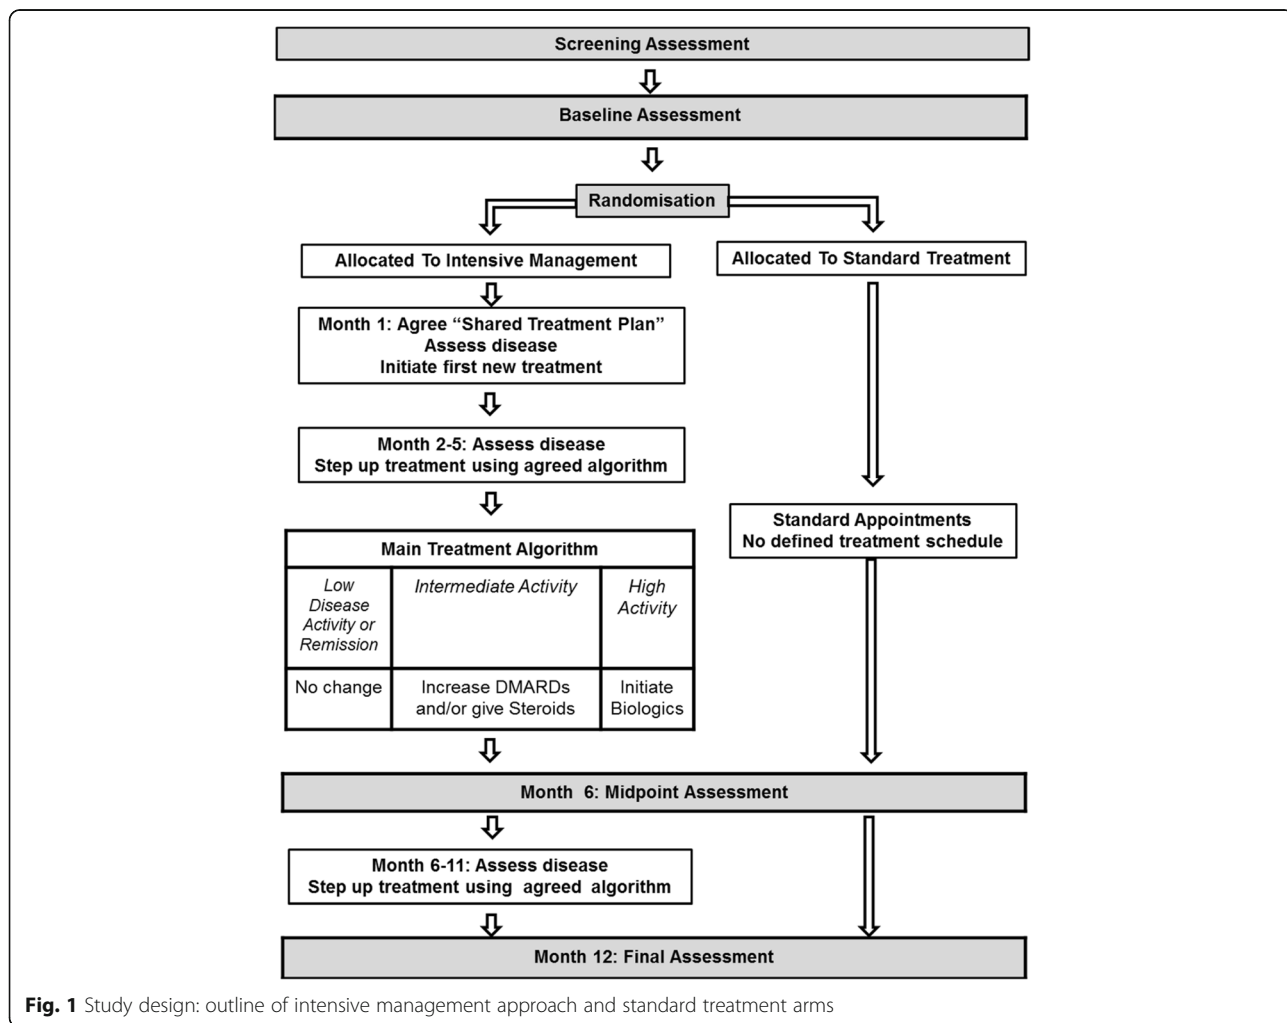 Screening Assessment
Baseline Assessment
Randomisation
Allocated To Intensive Management
Allocated To Standard Treatment
Month 1: Agree “Shared Treatment Plan”
Assess disease
Initiate first new treatment
Month 2-5: Assess disease
Step up treatment using agreed algorithm
Standard Appointments
No defined treatment schedule
Main Treatment Algorithm
Low
Disease
Activity or
Remission
Intermediate Activity
High
Activity
No change
Increase DMARDs
and/or give Steroids
Initiate
Biologics
Month 6: Midpoint Assessment
Month 6-11: Assess disease
Step up treatment using agreed algorithm
Month 12: Final Assessment
Fig. 1 Study design: outline of intensive management approach and standard treatment arms